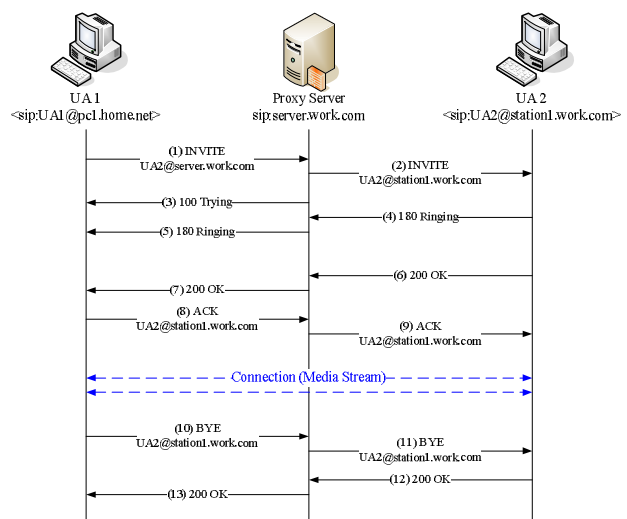 UA 1
<sip:UA1@pc1.home.net>
Proxy Server
sip:server.work.com
UA 2
<sip:UA2@station1.work.com>
(1) INVITE
UA2@server.work.com
(2) INVITE
UA2@station1.work.com
(3) 100 Trying
(4) 180 Ringing
(5) 180 Ringing
(6) 200 OK
(7) 200 OK
(8) ACK
UA2@station1.work.com
(9) ACK
UA2@station1.work.com
Connection (Media Stream)
(10) BYE
UA2@station1.work.com
(11) BYE
UA2@station1.work.com
(12) 200 OK
(13) 200 OK